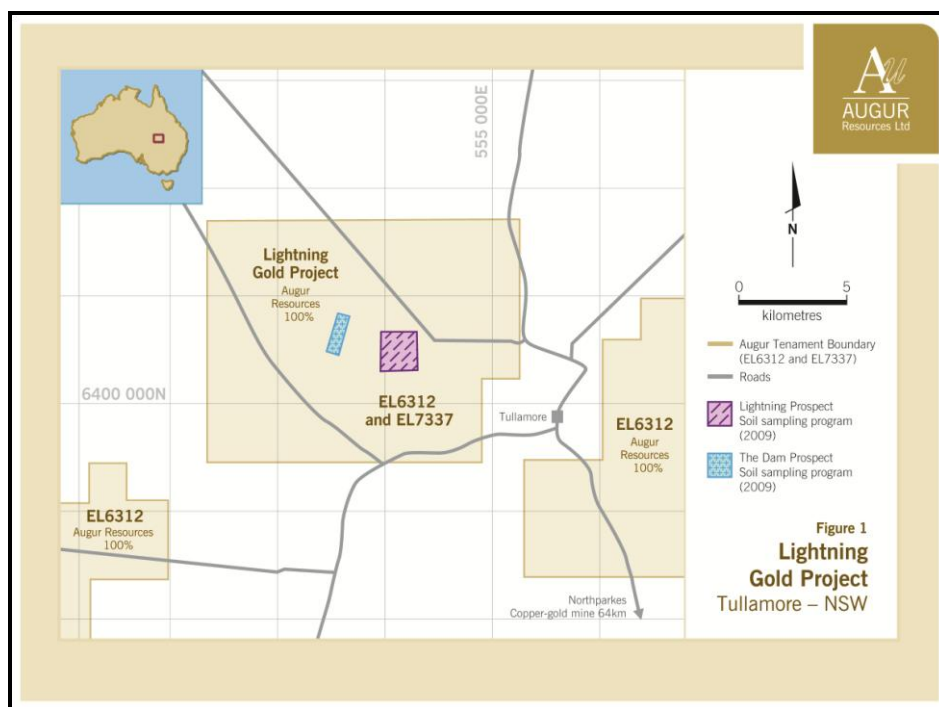 Au
AUGUR
Resources Ltd
555 000E
N
0 5
kilometres
Lightning
Gold Project
Augur
Resources
100%
6400 000N
EL6312
and EL7337
Tullamore
EL6312
Augur
Resources
100%
EL6312
Augur Resources
100%
Northparkes
Copper-gold mine 64km
Augur Tenament Boundary
(EL6312 and EL7337)
Roads
Lightning Prospect
Soil sampling program
(2009)
The Dam Prospect
Soil sampling program
(2009)
Figure 1
Lightning
Gold Project
Tullamore – NSW